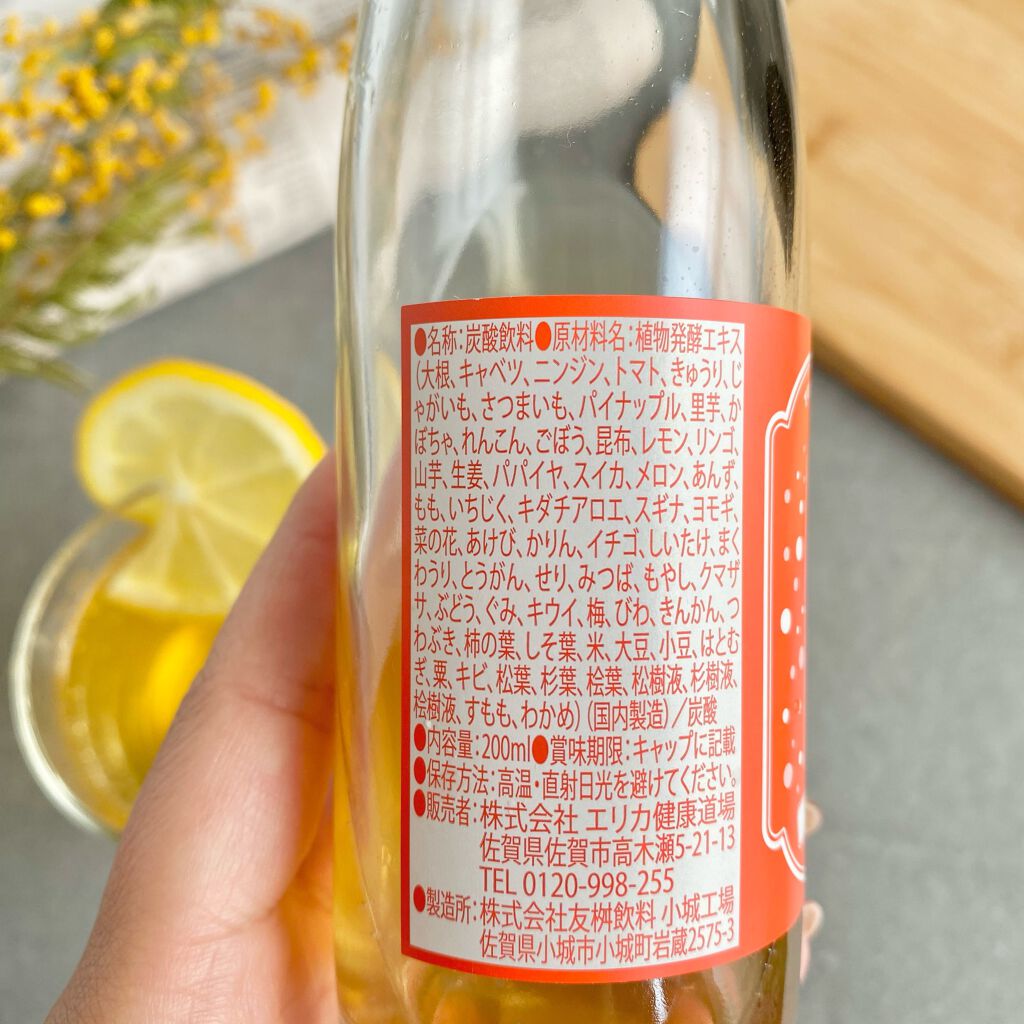 ●名称:炭酸飲料●原材料名:植物発酵エキス
(大根、キャベツ、ニンジン、トマト、きゅうり、じ
ゃがいも、さつまいも、パイナップル、里芋、か
ぼちゃ、れんこん、ごぼう、昆布、レモン、リンゴ、
山芋、生姜、パパイヤ、スイカ、メロン、あんず、
もも、いちじく、キダチアロエ、スギナ、ヨモギ、
菜の花、あけび、かりん、イチゴ、しいたけ、まく
わうり、とうがん、せり、みつば、もやし、クマザ
サ、ぶどう、ぐみ、キウイ、梅、びわ、きんかん、つ
わぶき、柿の葉、しそ葉、米、大豆、小豆、はとむ
ぎ、粟、キビ、松葉、杉葉、桧葉、松樹液、杉樹液、
桧樹液、すもも、わかめ)(国内製造)/炭酸
●内容量:200ml●賞味期限:キャップに記載
●保存方法:高温・直射日光を避けてください。
●販売者:株式会社 エリカ健康道場
佐賀県佐賀市高木瀬5-21-13
TEL 0120-998-255
●製造所:株式会社友桝飲料 小城工場
佐賀県小城市小城町岩蔵2575-3